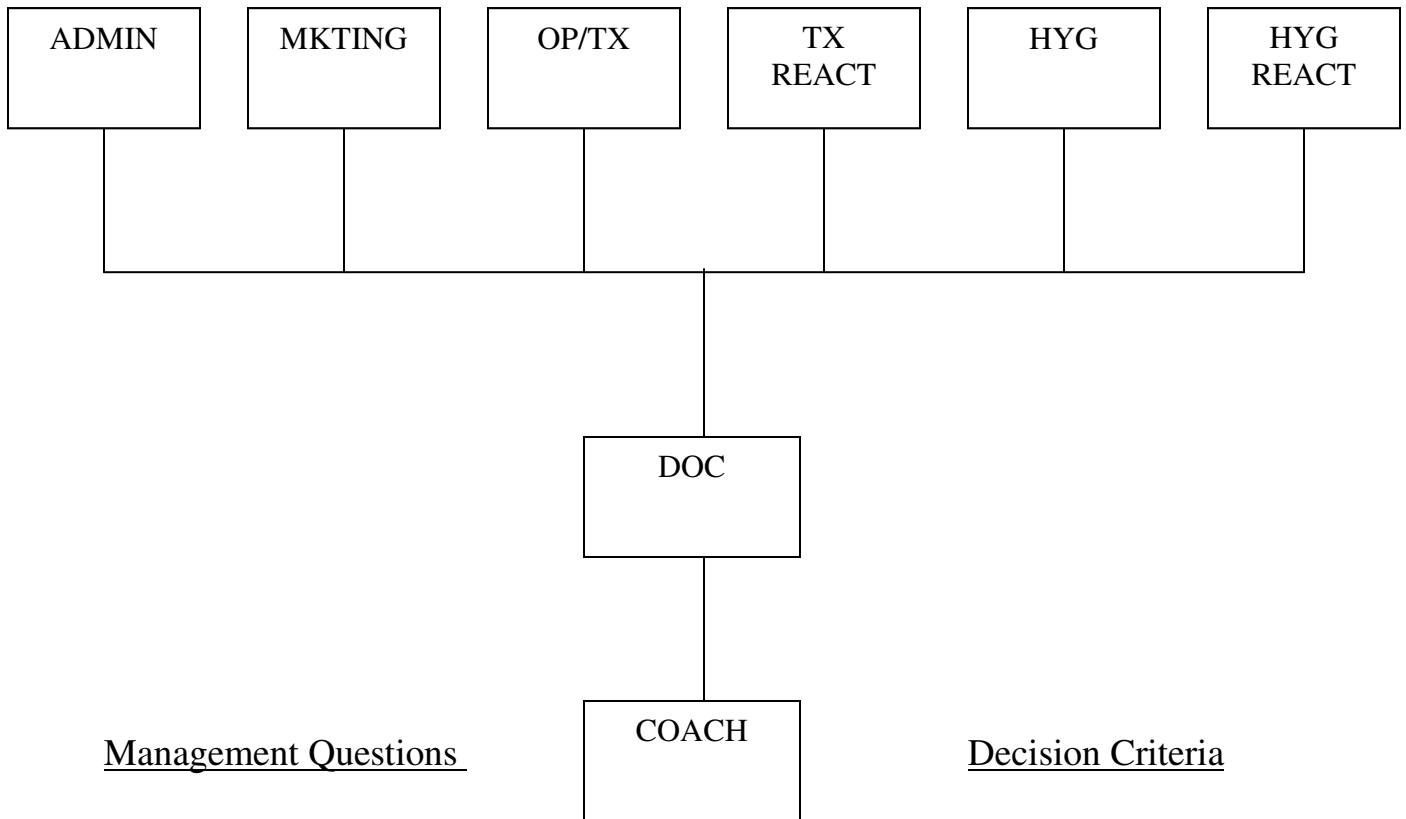 ADMIN
MKTING
OP/TX
TX
REACT
HYG
HYG
REACT
DOC
COACH
Management Questions
Decision Criteria